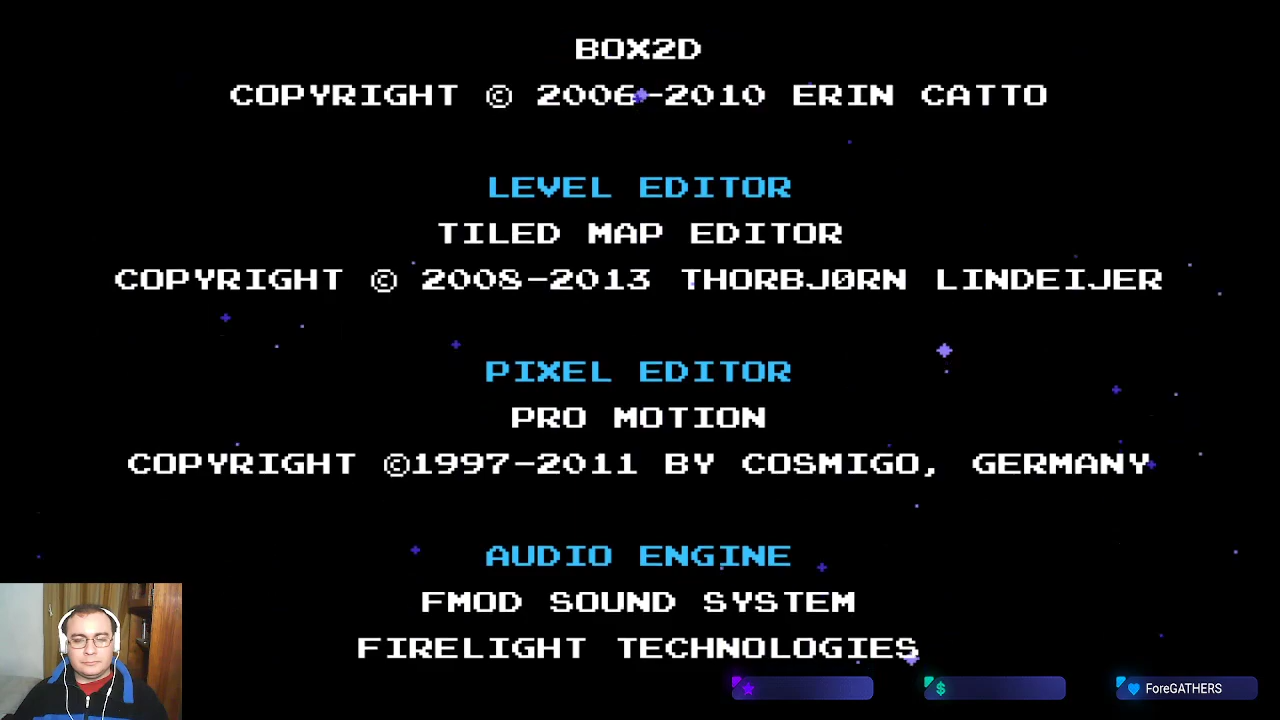 BOX2D
COPYRIGHT © 2006-2010 ERIN CATTO
LEVEL EDITOR
TILED MAP EDITOR
COPYRIGHT © 2008-2013 THORBJØRN LINDEIJER
PIXEL EDITOR
PRO MOTION
COPYRIGHT ©1997-2011 BY COSMIGO, GERMANY
AUDIO ENGINE
FMOD SOUND SYSTEM
FIRELIGHT TECHNOLOGIES
$
ForeGATHERS